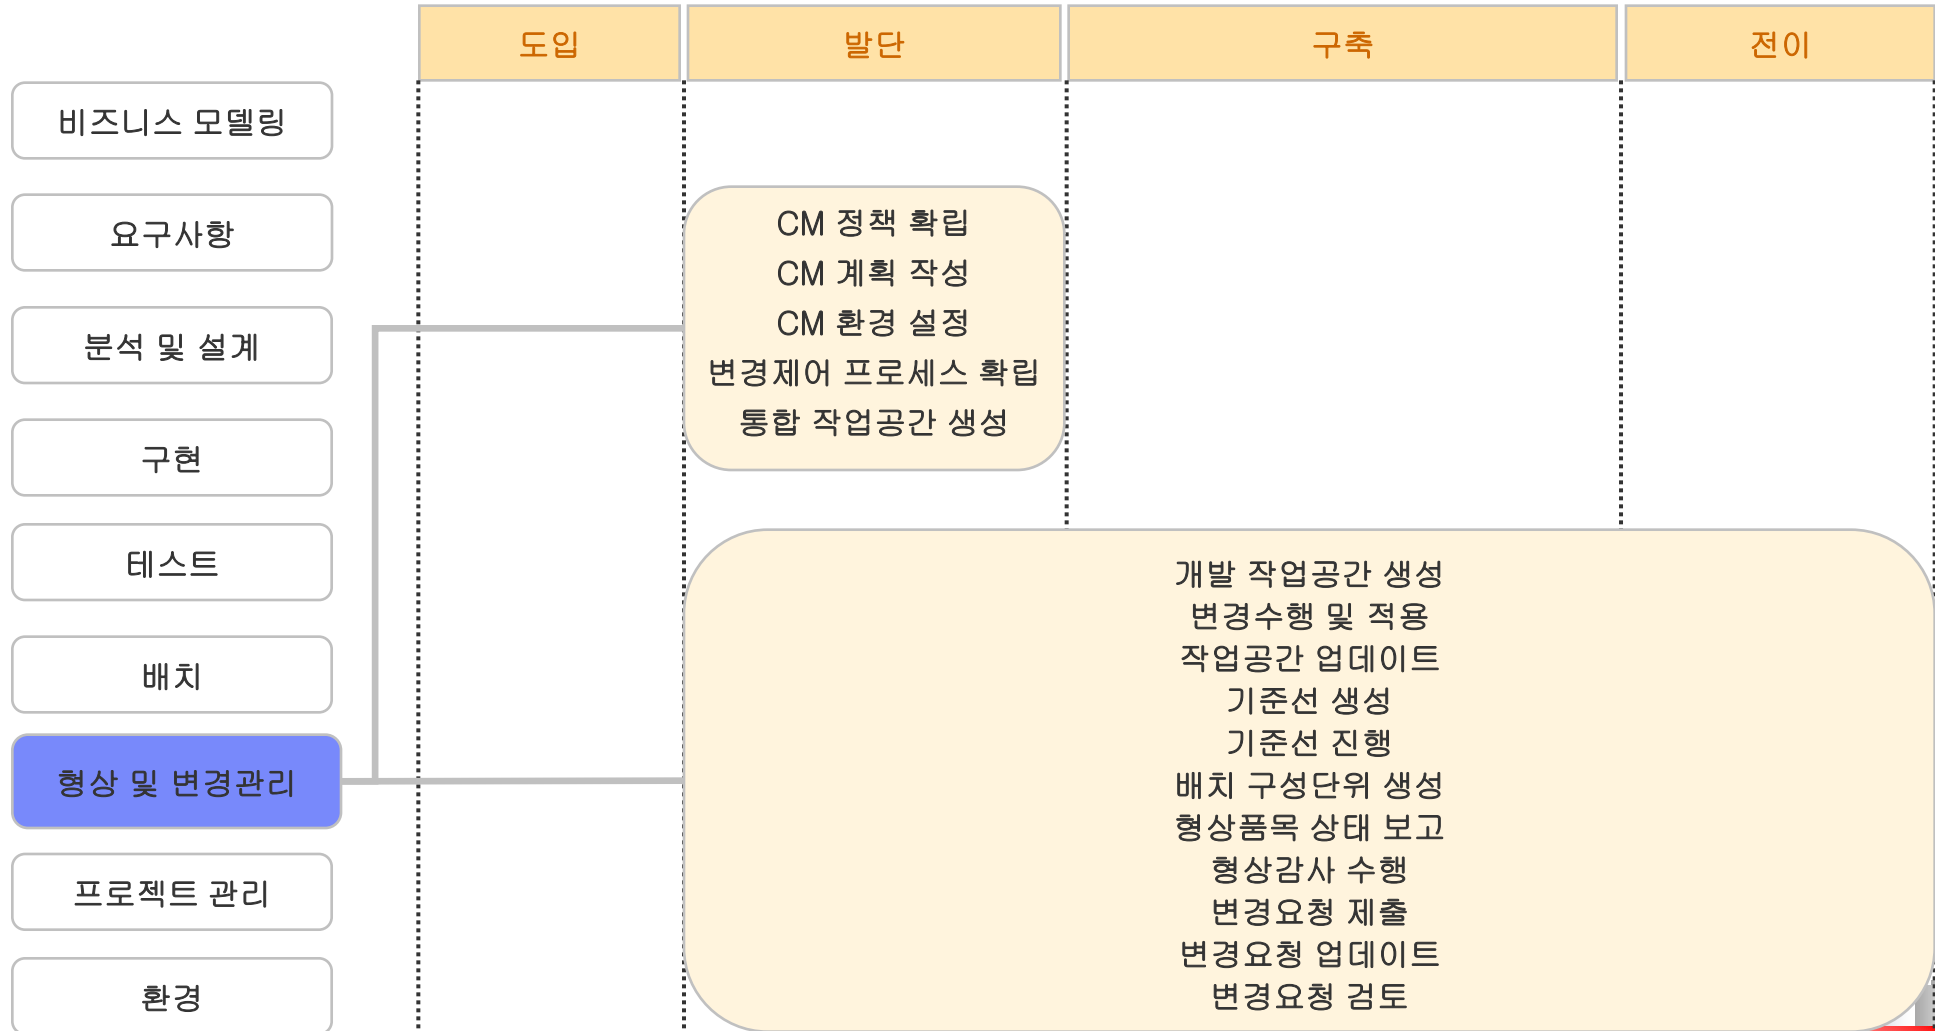 도입
발단
구축
전이
비즈니스 모델링
요구사항
분석 및 설계
구현
테스트
배치
형상 및 변경관리
프로젝트 관리
환경
CM 정책 확립
CM 계획 작성
CM 환경 설정
변경제어 프로세스 확립
통합 작업공간 생성
개발 작업공간 생성
변경수행 및 적용
작업공간 업데이트
기준선 생성
기준선 진행
배치 구성단위 생성
형상품목 상태 보고
형상감사 수행
변경요청 제출
변경요청 업데이트
변경요청 검토